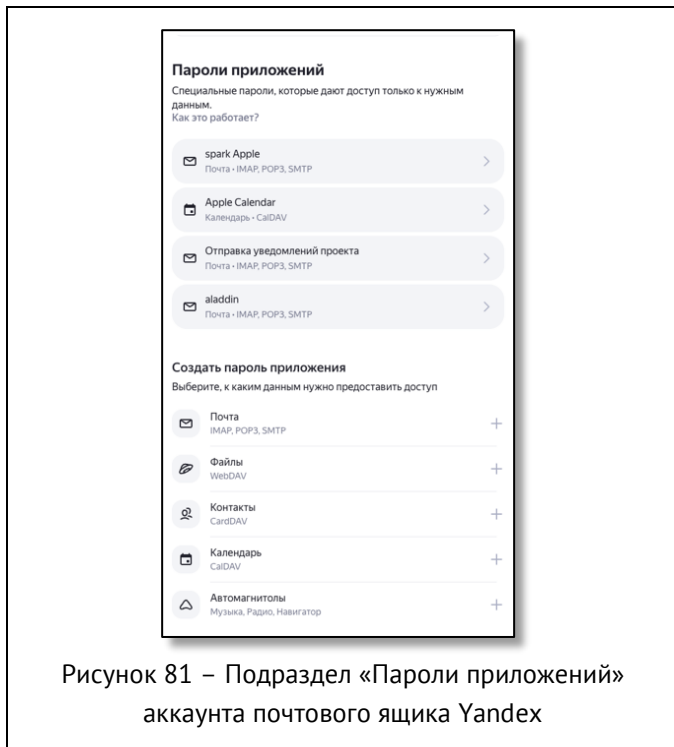 Пароли приложений
Специальные пароли, которые дают доступ только к нужным
данным.
Как это работает?
spark Apple
Почта • IMAP, POP3, SMTP
Apple Calendar
Календарь • CalDAV
Отправка уведомлений проекта
Почта • IMAP, POP3, SMTP
aladdin
Почта • IMAP, POP3, SMTP
Создать пароль приложения
Выберите, к каким данным нужно предоставить доступ
Почта
IMAP, POP3, SMTP
Файлы
WebDAV
Контакты
CardDAV
Календарь
CalDAV
Автомагнитолы
Музыка, Радио, Навигатор
Рисунок 81 – Подраздел «Пароли приложений»
аккаунта почтового ящика Yandex